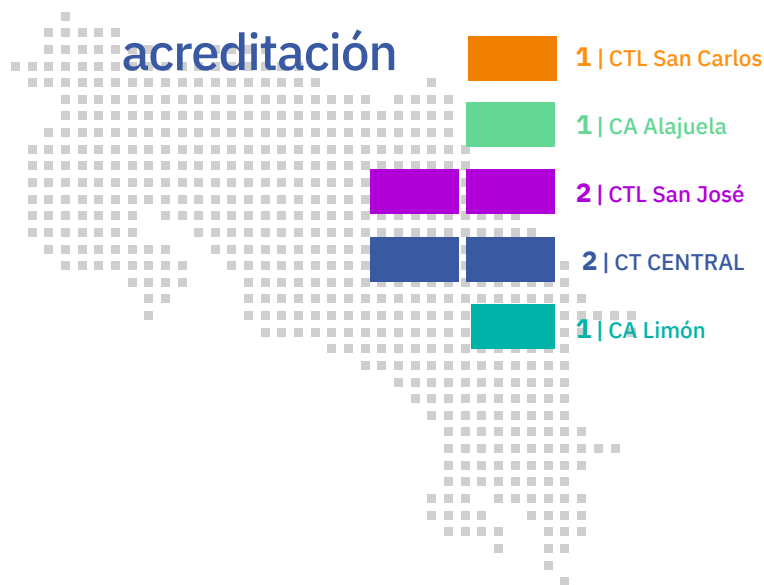 acreditación
1 | CTL San Carlos
1 | CA Alajuela
2 | CTL San José
2 | CT CENTRAL
1 | CA Limón